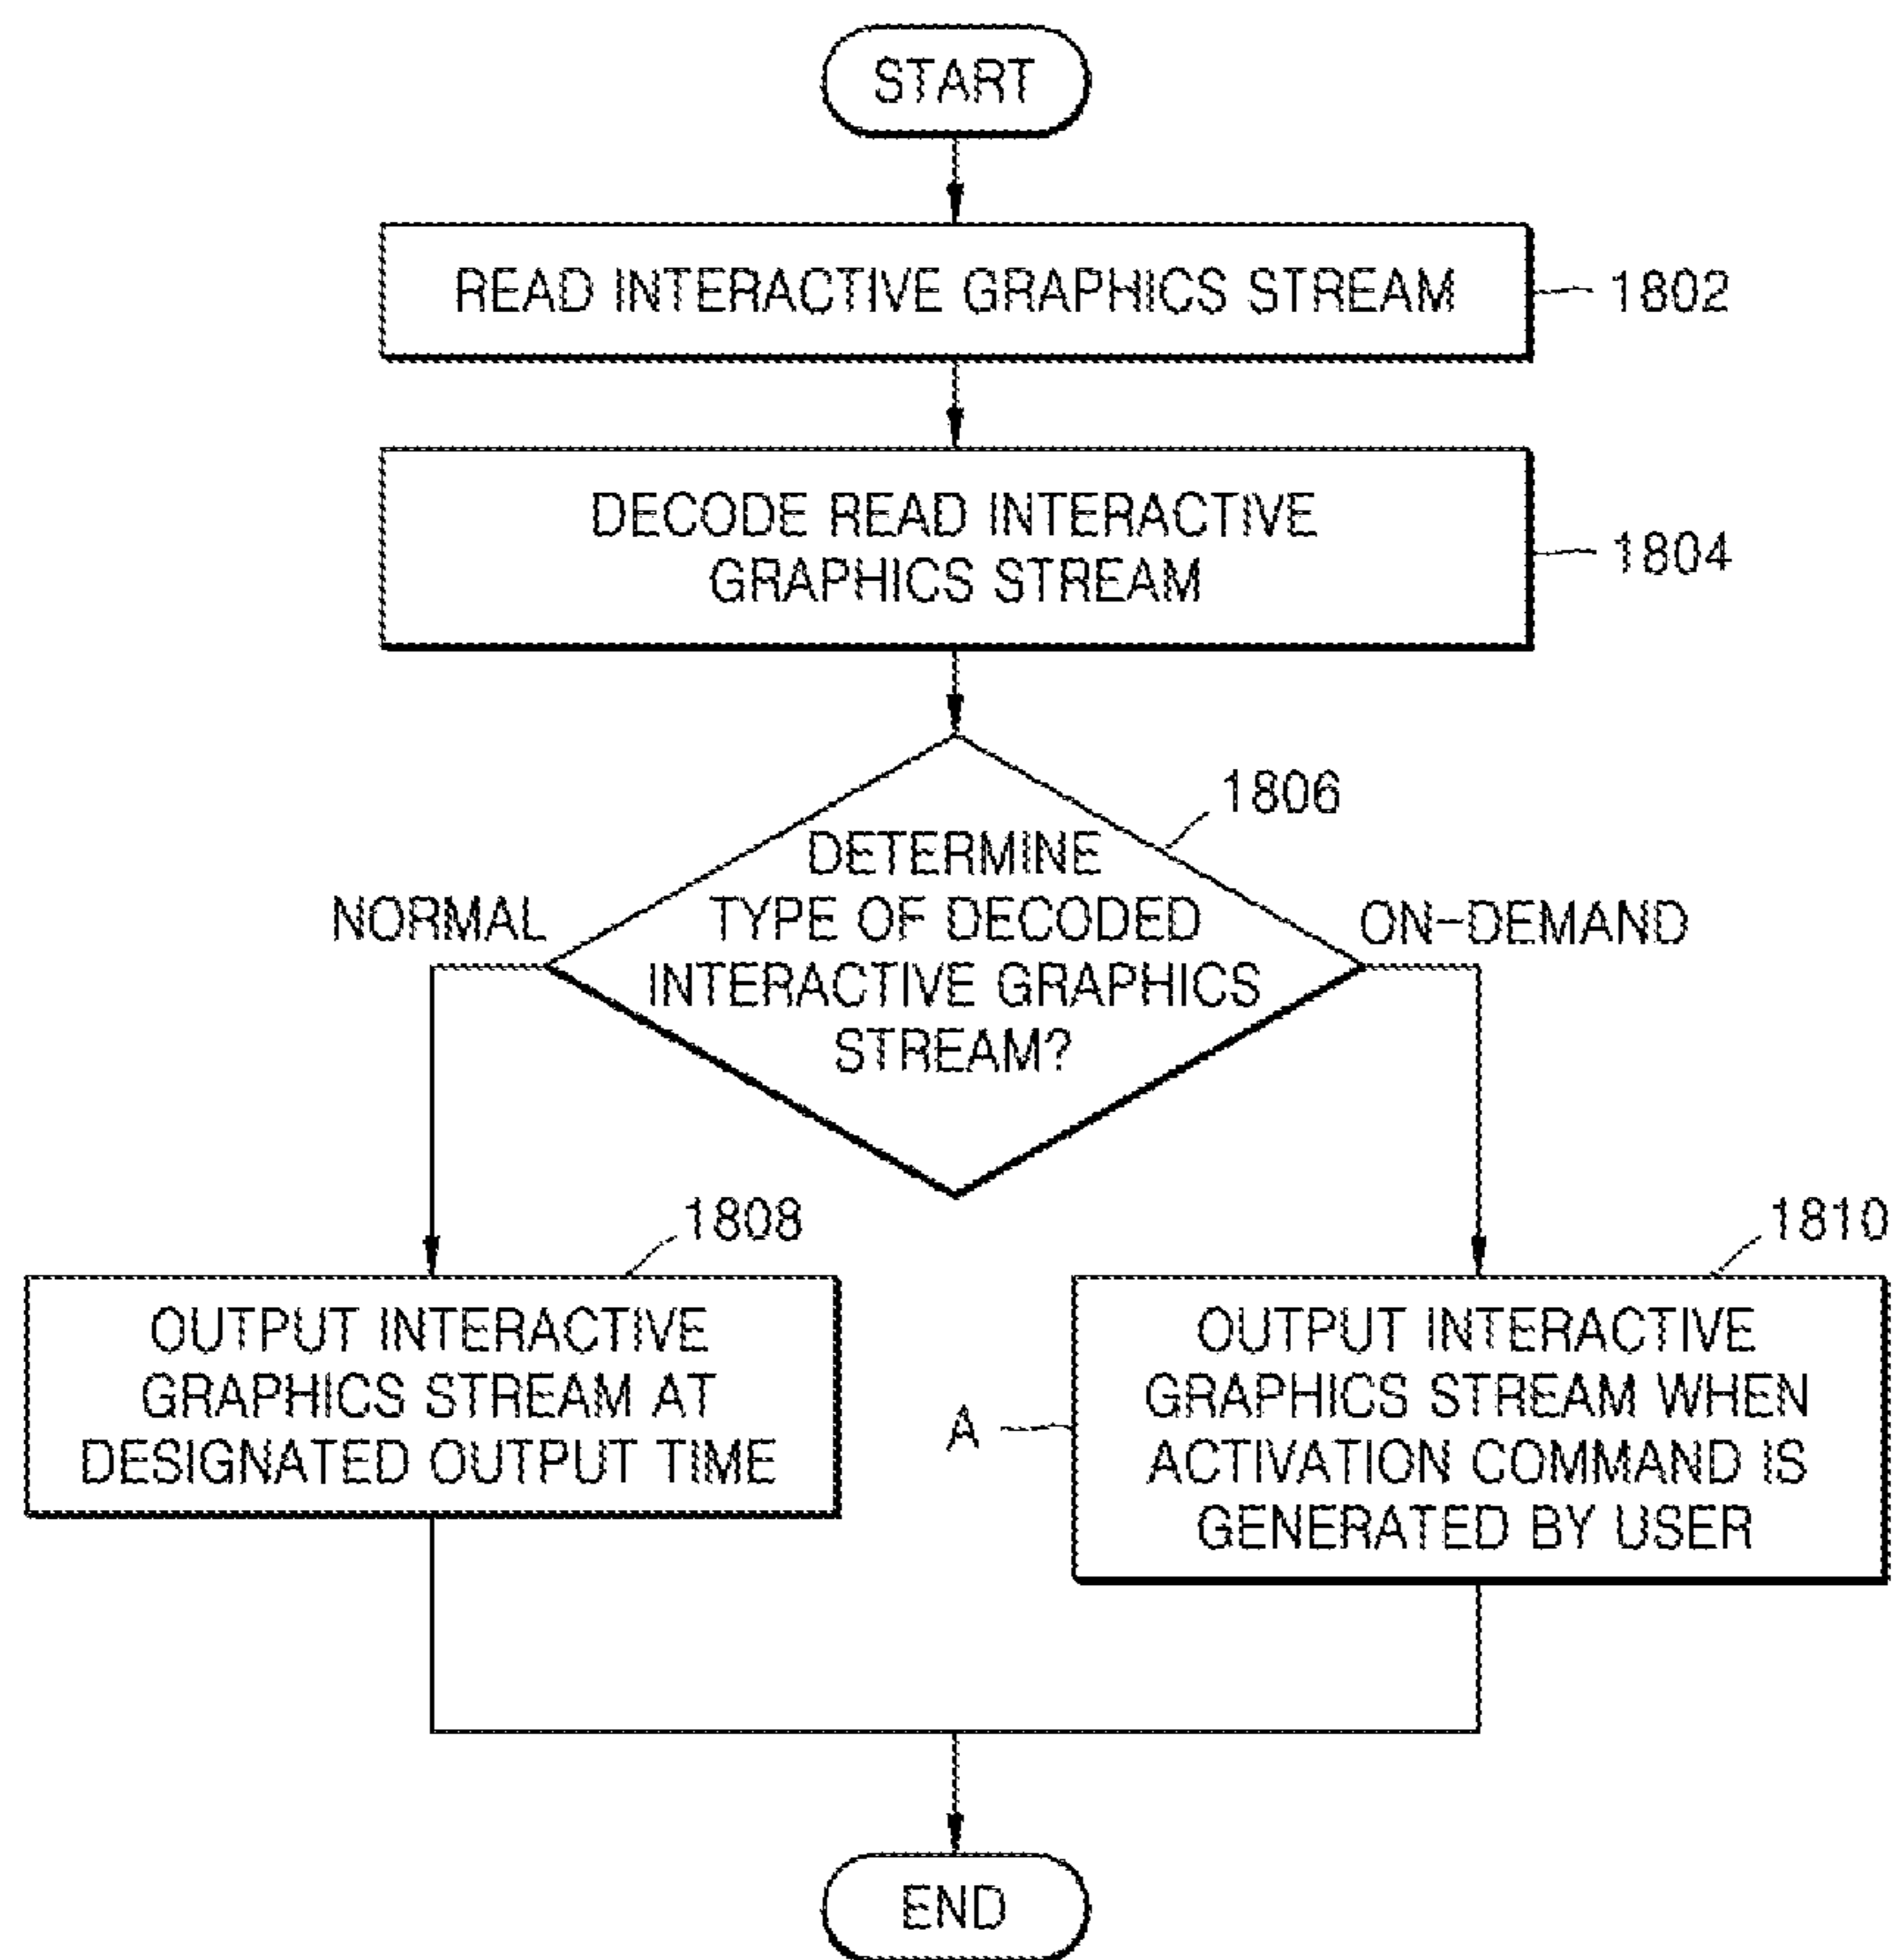 START
READ INTERACTIVE GRAPHICS STREAM
1802
DECODE READ INTERACTIVE
GRAPHICS STREAM
1804
1806
DETERMINE
TYPE OF DECODED
INTERACTIVE GRAPHICS
STREAM?
NORMAL
ON-DEMAND
1808
OUTPUT INTERACTIVE
GRAPHICS STREAM AT
DESIGNATED OUTPUT TIME
1810
A
OUTPUT INTERACTIVE
GRAPHICS STREAM WHEN
ACTIVATION COMMAND IS
GENERATED BY USER
END